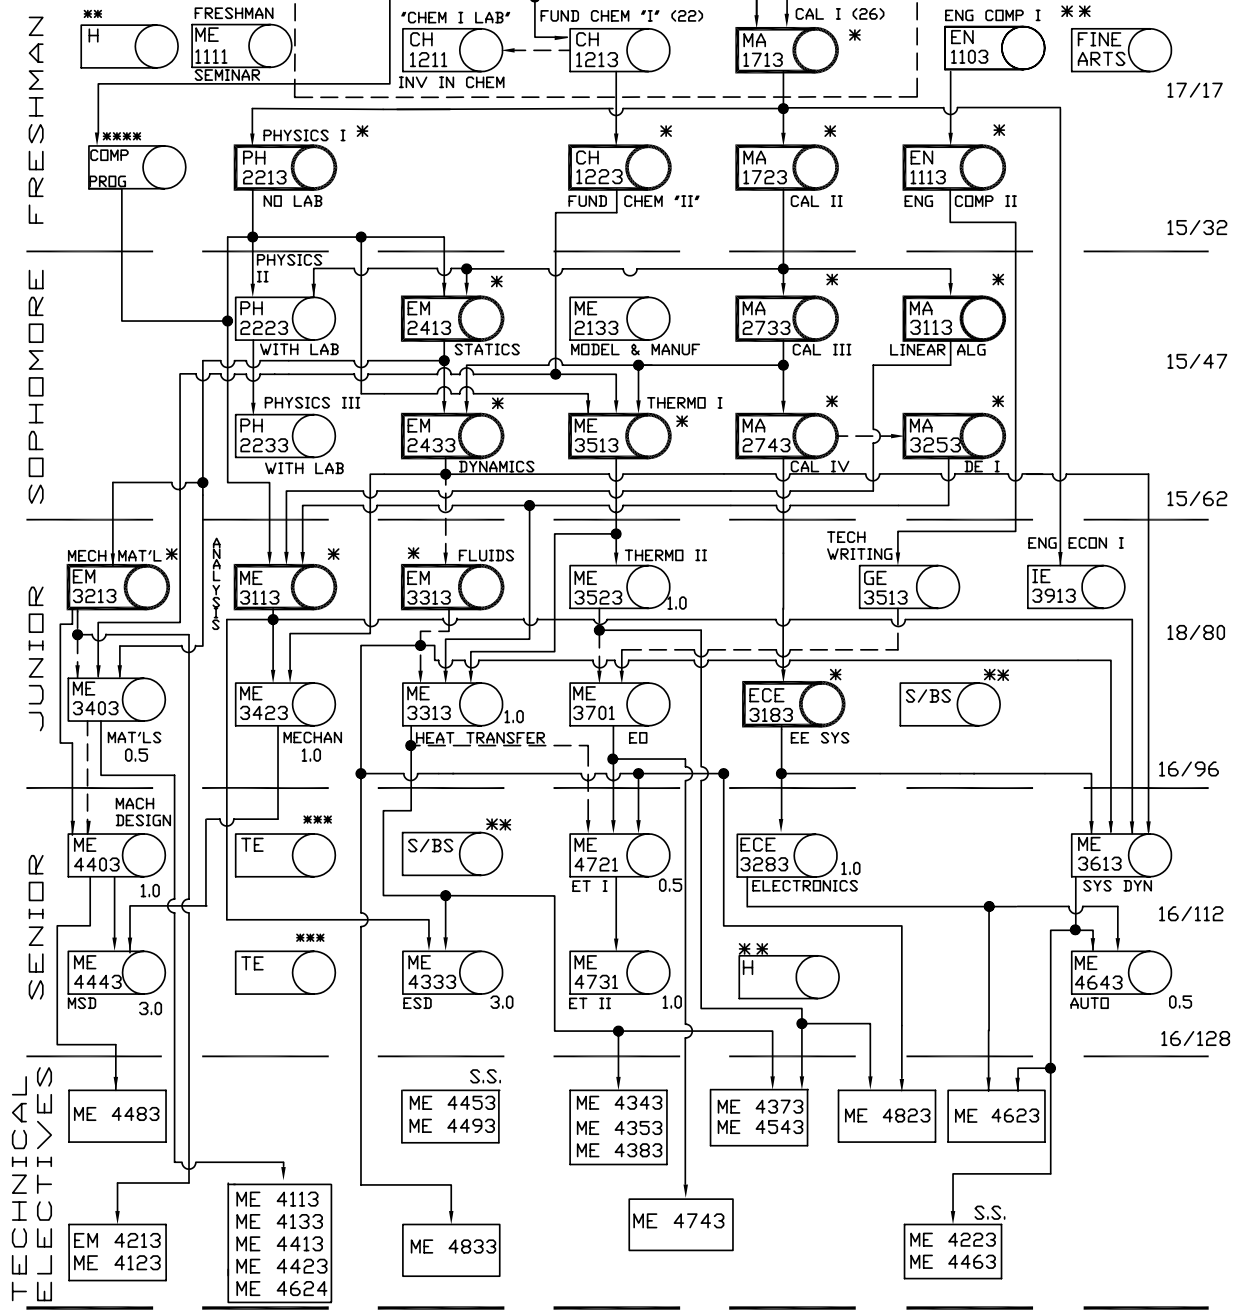 FRESHMAN
**
H
FRESHMAN
ME
1111
SEMINAR
"CHEM I LAB"
CH
1211
INV IN CHEM
FUND CHEM "I" (22)
CH
1213
CAL I (26)
MA
1713
*
ENG COMP I
EN
1103
**
FINE
ARTS
17/17
****
COMP
PROG
PHYSICS I *
PH
2213
NO LAB
*
CH
1223
FUND CHEM "II"
*
MA
1723
CAL II
*
EN
1113
ENG COMP II
15/32
SOPHOMORE
PHYSICS
II
PH
2223
WITH LAB
*
EM
2413
STATICS
ME
2133
MODEL & MANUF
*
MA
2733
CAL III
*
MA
3113
LINEAR ALG
15/47
PHYSICS III
PH
2233
WITH LAB
*
EM
2433
DYNAMICS
THERMO I
*
ME
3513
*
MA
2743
CAL IV
*
MA
3253
DE I
15/62
JUNIOR
MECH MAT'L *
EM
3213
ANALYSIS
*
ME
3113
* FLUIDS
EM
3313
THERMO II
ME
3523
1.0
TECH
WRITING
GE
3513
ENG ECON I
IE
3913
18/80
ME
3403
MAT'LS
0.5
ME
3423
MECHAN
1.0
ME
3313
1.0
HEAT TRANSFER
ME
3701
EO
*
ECE
3183
EE SYS
**
S/BS
16/96
SENIOR
MACH
DESIGN
ME
4403
1.0
***
TE
**
S/BS
ME
4721
ET I
0.5
ECE
3283
1.0
ELECTRONICS
ME
3613
SYS DYN
16/112
ME
4443
MSD
3.0
***
TE
ME
4333
ESD
3.0
ME
4731
ET II
1.0
**
H
ME
4643
AUTO
0.5
16/128
TECHNICAL
ELECTIVES
ME 4483
S.S.
ME 4453
ME 4493
ME 4343
ME 4353
ME 4383
ME 4373
ME 4543
ME 4823
ME 4623
EM 4213
ME 4123
ME 4113
ME 4133
ME 4413
ME 4423
ME 4624
ME 4833
ME 4743
S.S.
ME 4223
ME 4463